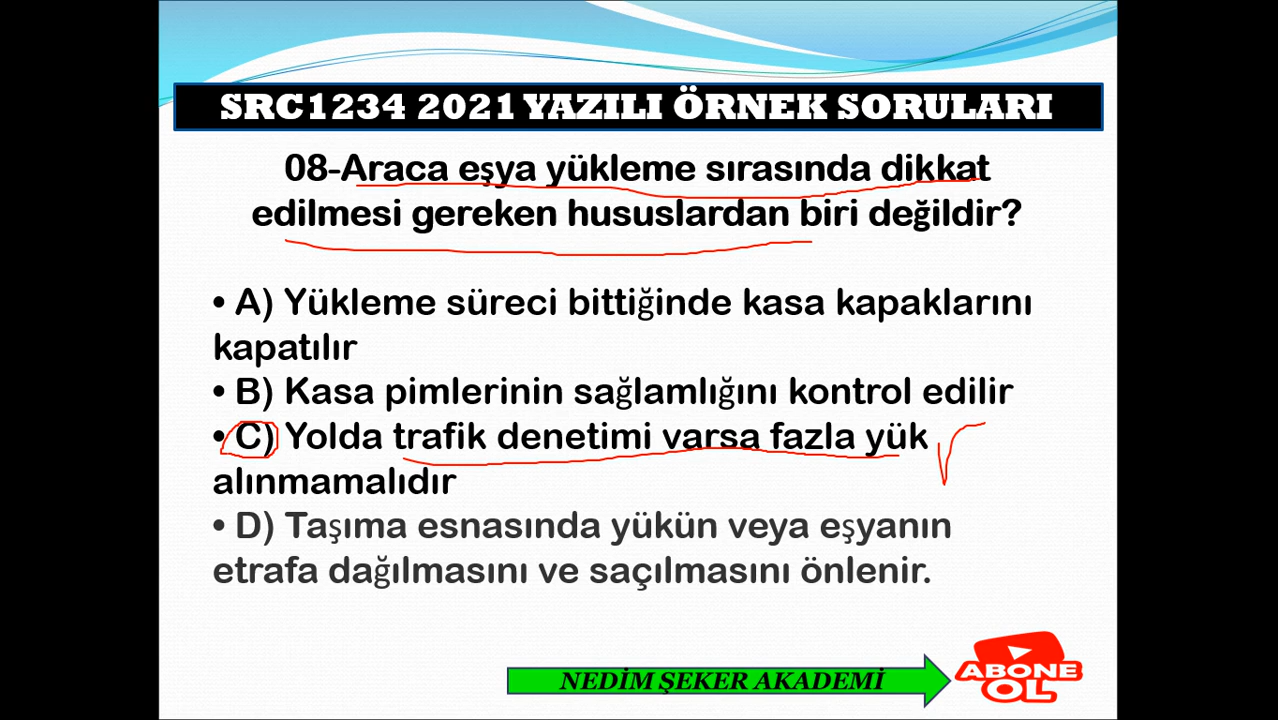 SRC1234 2021 YAZILI ÖRNEK SORULARI
08-Araca eşya yükleme sırasında dikkat
edilmesi gereken hususlardan biri değildir?
• A) Yükleme süreci bittiğinde kasa kapaklarını
kapatılır
• B) Kasa pimlerinin sağlamlığını kontrol edilir
• C) Yolda trafik denetimi varsa fazla yük
alınmamalıdır
• D) Taşıma esnasında yükün veya eşyanın
etrafa dağılmasını ve saçılmasını önlenir.
NEDİM ŞEKER AKADEMİ
ABONE
OL